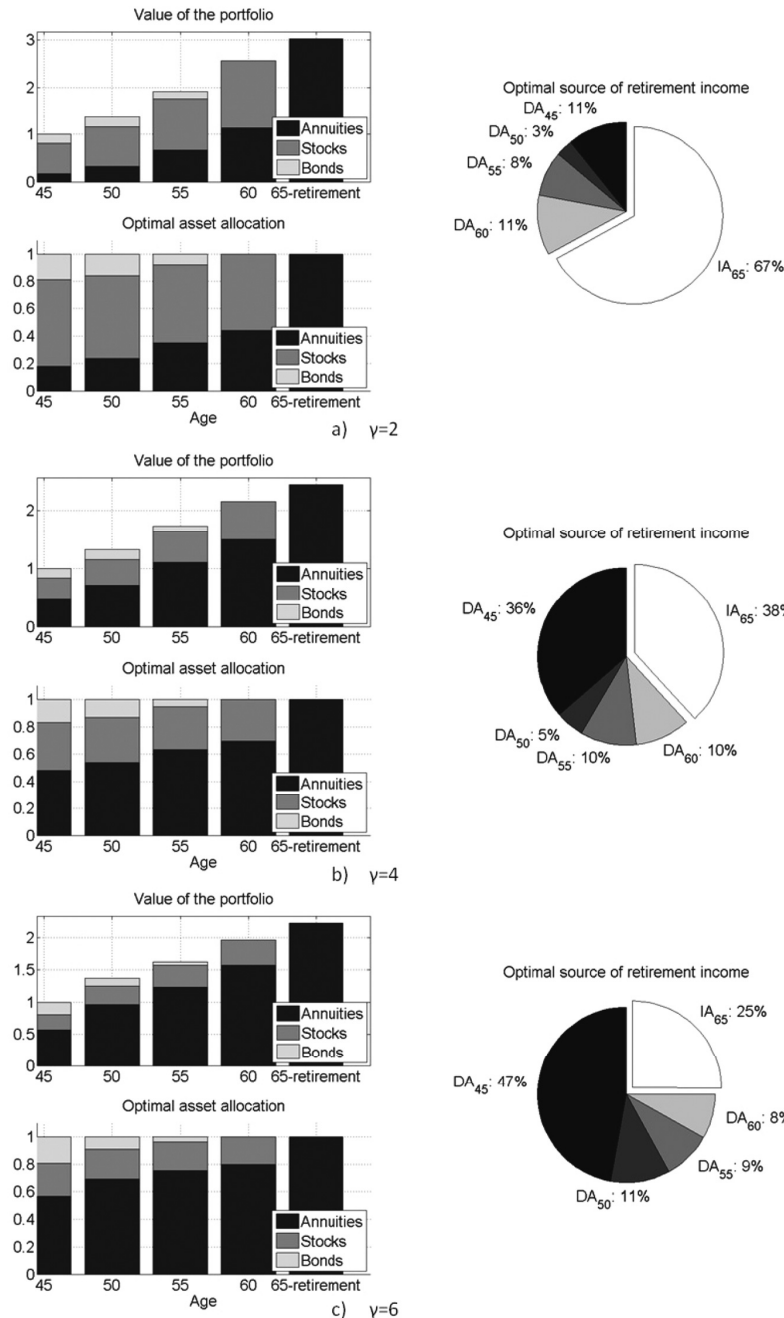 Value of the portfolio
3
2
1
0
Annuities
Stocks
Bonds
45 50 55 60 65-retirement
Optimal asset allocation
1
0.8
0.6
0.4
0.2
0
Annuities
Stocks
Bonds
45 50 55 60 65-retirement
Age
Optimal source of retirement income
DA45: 11%
DA50: 3%
DA55: 8%
DA60: 11%
IA65: 67%
a) γ=2
Value of the portfolio
2
1
0
Annuities
Stocks
Bonds
45 50 55 60 65-retirement
Optimal asset allocation
1
0.8
0.6
0.4
0.2
0
Annuities
Stocks
Bonds
45 50 55 60 65-retirement
Age
Optimal source of retirement income
DA45: 36%
IA65: 38%
DA50: 5%
DA55: 10%
DA60: 10%
b) γ=4
Value of the portfolio
2
1.5
1
0.5
0
Annuities
Stocks
Bonds
45 50 55 60 65-retirement
Optimal asset allocation
1
0.8
0.6
0.4
0.2
0
Annuities
Stocks
Bonds
45 50 55 60 65-retirement
Age
Optimal source of retirement income
IA65: 25%
DA45: 47%
DA60: 8%
DA55: 9%
DA50: 11%
c) γ=6